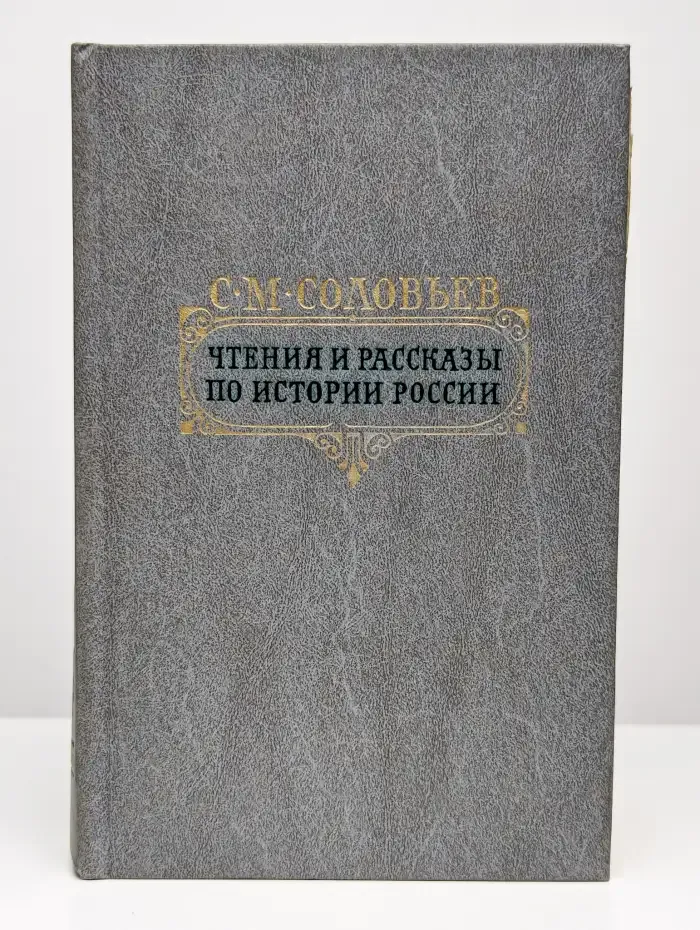 С·М·СОЛОВЬЕВ
ЧТЕНИЯ И РАССКАЗЫ
ПО ИСТОРИИ РОССИИ